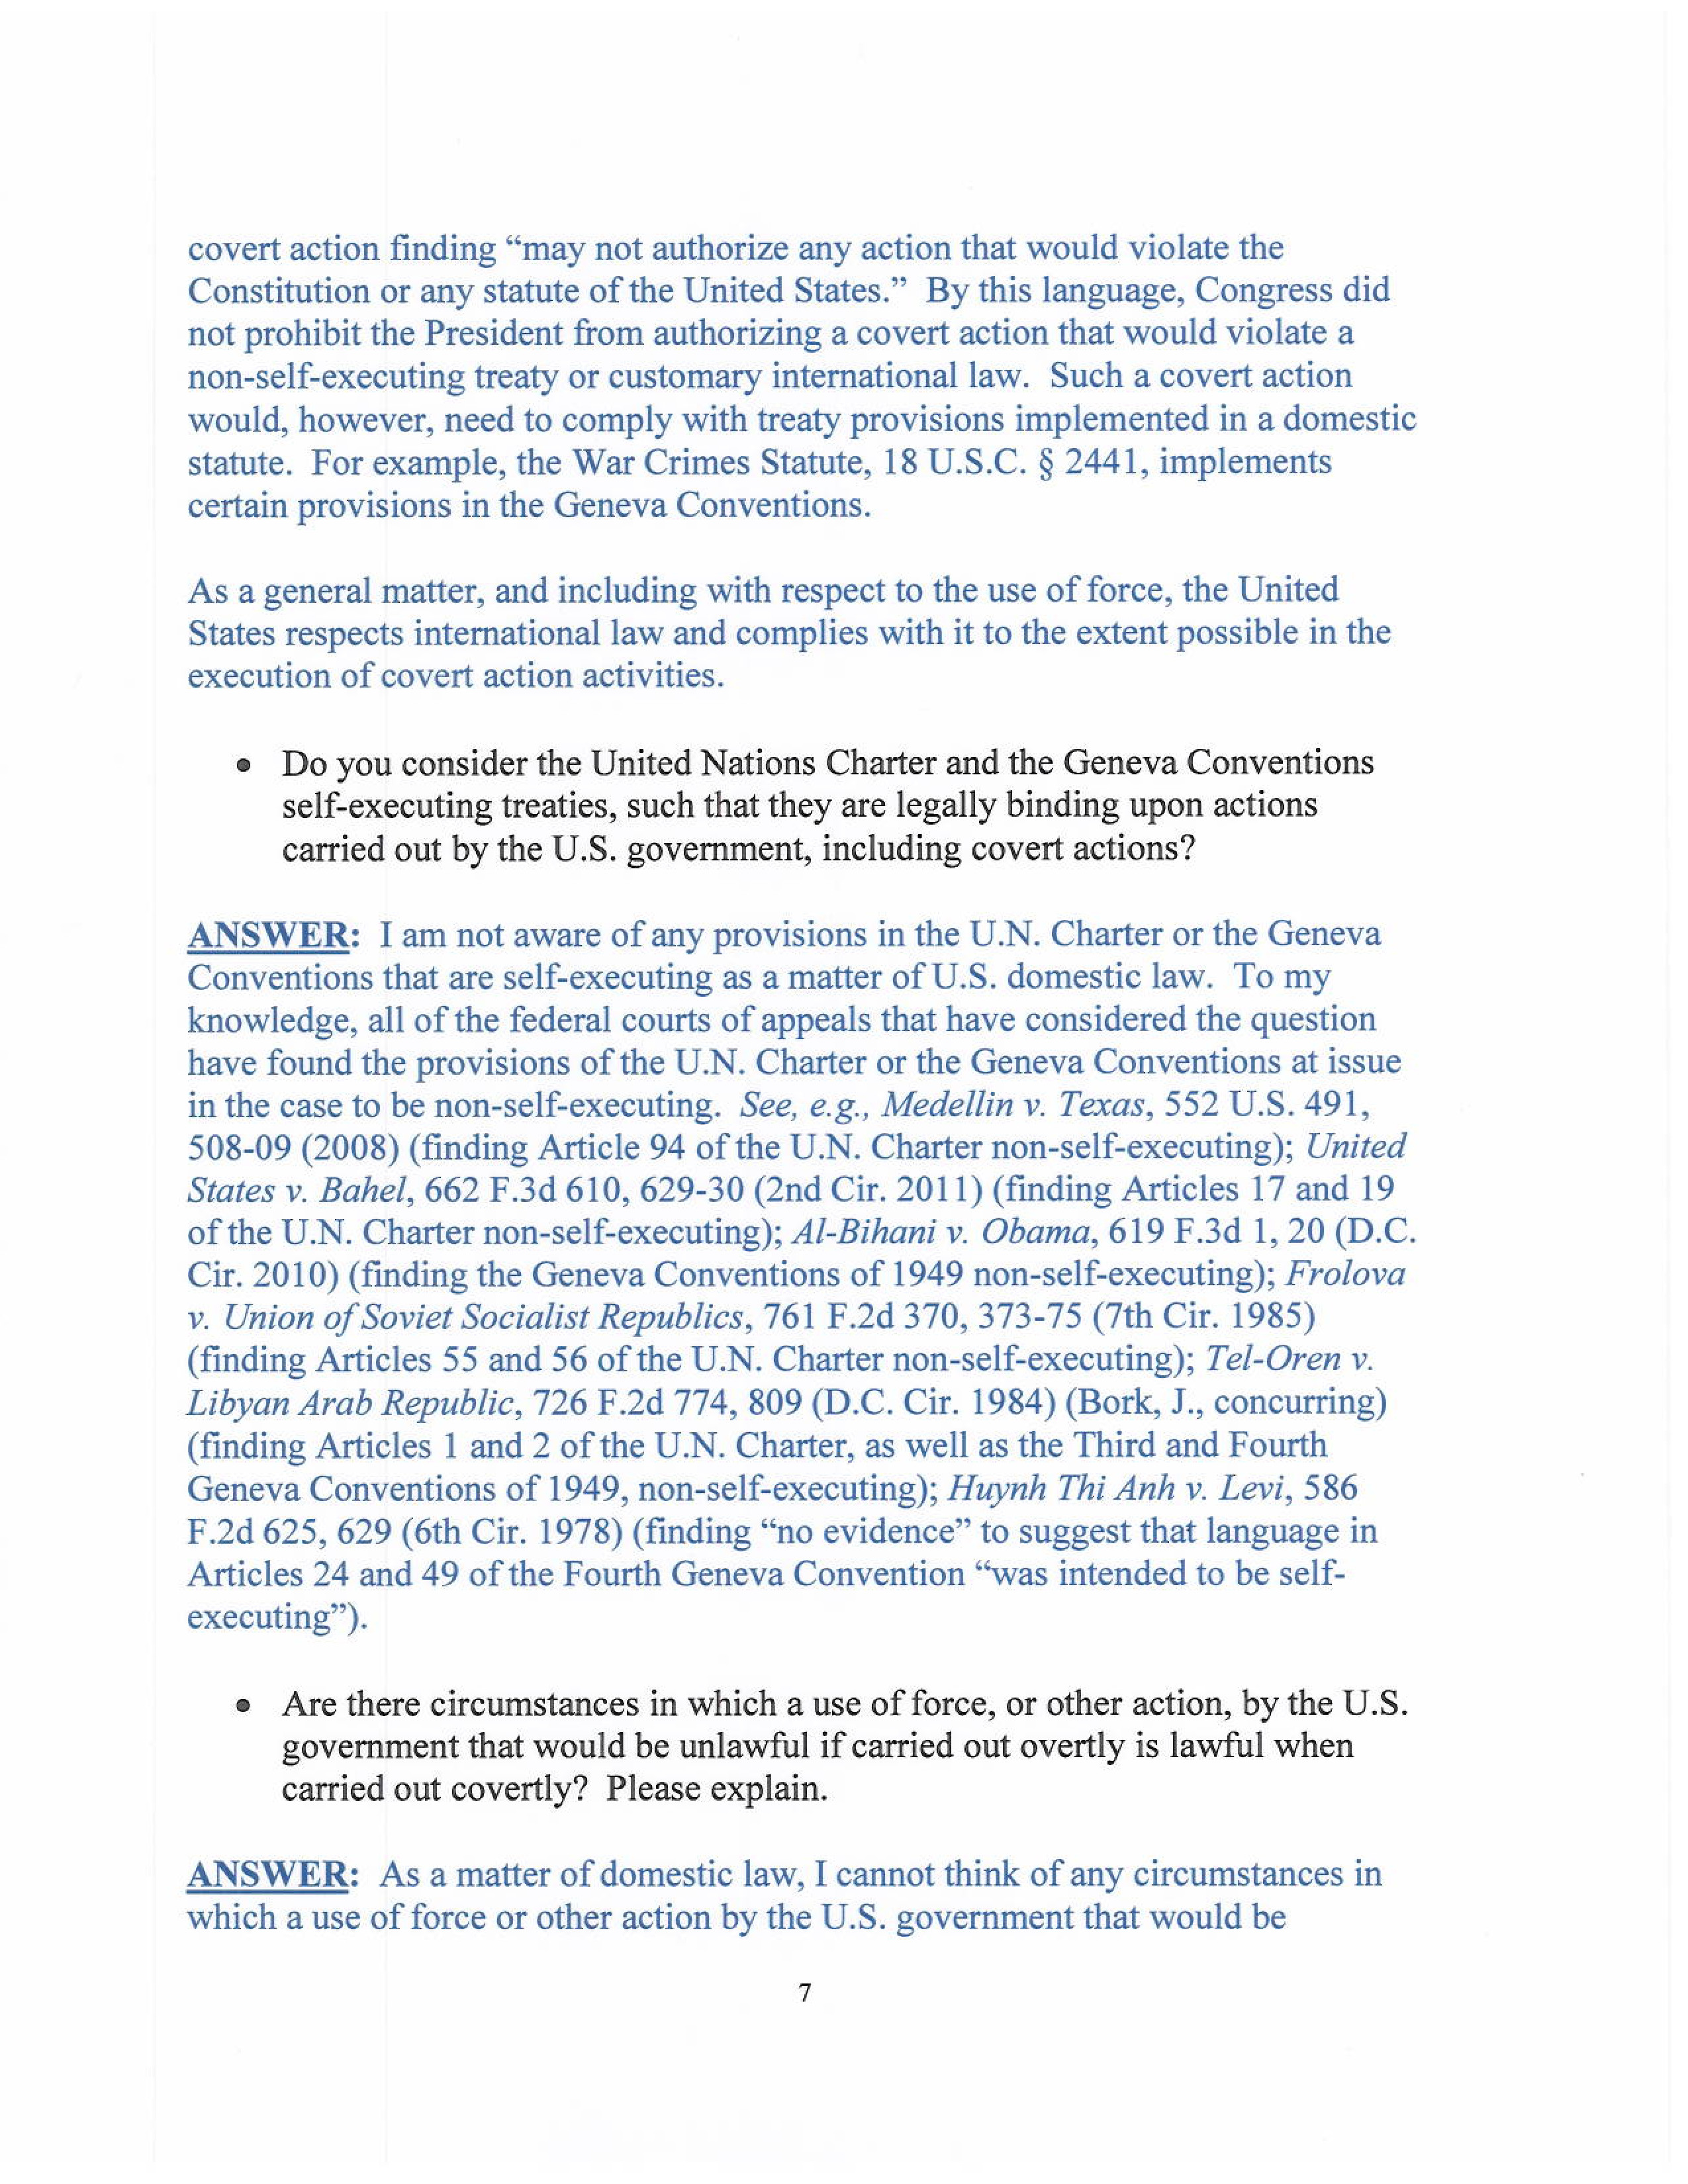 covert action finding “may not authorize any action that would violate the
Constitution or any statute of the United States.” By this language, Congress did
not prohibit the President from authorizing a covert action that would violate a
non-self-executing treaty or customary international law. Such a covert action
would, however, need to comply with treaty provisions implemented in a domestic
statute. For example, the War Crimes Statute, 18 U.S.C. § 2441, implements
certain provisions in the Geneva Conventions.
As a general matter, and including with respect to the use of force, the United
States respects international law and complies with it to the extent possible in the
execution of covert action activities.
• Do you consider the United Nations Charter and the Geneva Conventions
self-executing treaties, such that they are legally binding upon actions
carried out by the U.S. government, including covert actions?
ANSWER: I am not aware of any provisions in the U.N. Charter or the Geneva
Conventions that are self-executing as a matter of U.S. domestic law. To my
knowledge, all of the federal courts of appeals that have considered the question
have found the provisions of the U.N. Charter or the Geneva Conventions at issue
in the case to be non-self-executing. See, e.g., Medellin v. Texas, 552 U.S. 491,
508-09 (2008) (finding Article 94 of the U.N. Charter non-self-executing); United
States v. Bahel, 662 F.3d 610, 629-30 (2nd Cir. 2011) (finding Articles 17 and 19
of the U.N. Charter non-self-executing); Al-Bihani v. Obama, 619 F.3d 1, 20 (D.C.
Cir. 2010) (finding the Geneva Conventions of 1949 non-self-executing); Frolova
v. Union of Soviet Socialist Republics, 761 F.2d 370, 373-75 (7th Cir. 1985)
(finding Articles 55 and 56 of the U.N. Charter non-self-executing); Tel-Oren v.
Libyan Arab Republic, 726 F.2d 774, 809 (D.C. Cir. 1984) (Bork, J., concurring)
(finding Articles 1 and 2 of the U.N. Charter, as well as the Third and Fourth
Geneva Conventions of 1949, non-self-executing); Huynh Thi Anh v. Levi, 586
F.2d 625, 629 (6th Cir. 1978) (finding “no evidence” to suggest that language in
Articles 24 and 49 of the Fourth Geneva Convention “was intended to be self-
executing”).
• Are there circumstances in which a use of force, or other action, by the U.S.
government that would be unlawful if carried out overtly is lawful when
carried out covertly? Please explain.
ANSWER: As a matter of domestic law, I cannot think of any circumstances in
which a use of force or other action by the U.S. government that would be
7